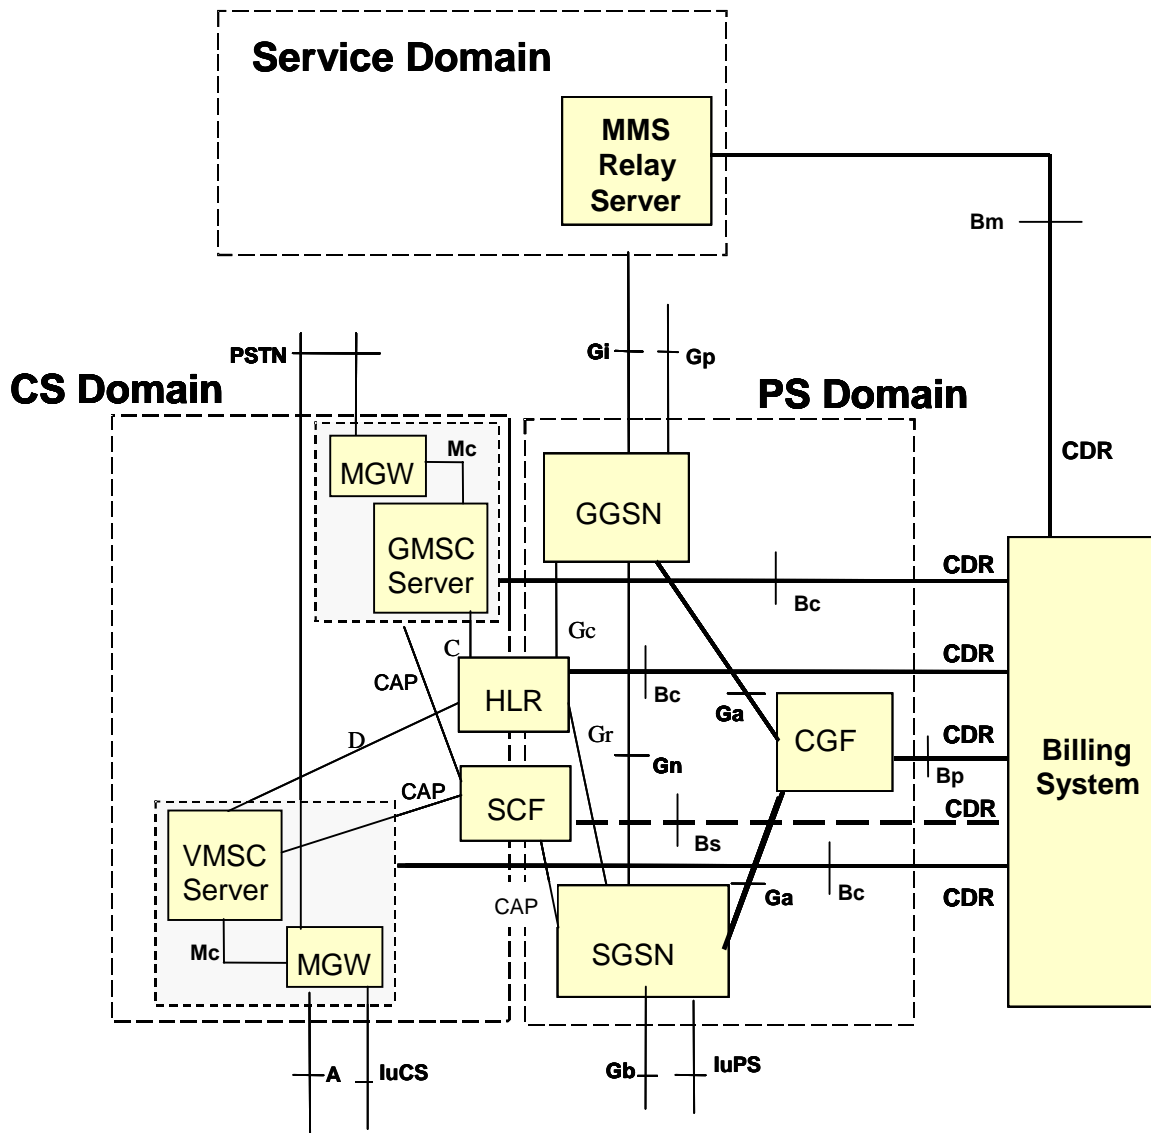 Service Domain
MMS
Relay
Server
Bm
PSTN
Gi
Gp
CS Domain
PS Domain
MGW
Mc
CDR
GGSN
GMSC
Server
CDR
Bc
C
Gc
CAP
HLR
CDR
Bc
Ga
D
Gr
CGF
CDR
Billing
System
Gn
Bp
CAP
SCF
CDR
Bs
VMSC
Server
Bc
CDR
Ga
CAP
Mc
MGW
SGSN
A
IuCS
Gb
IuPS